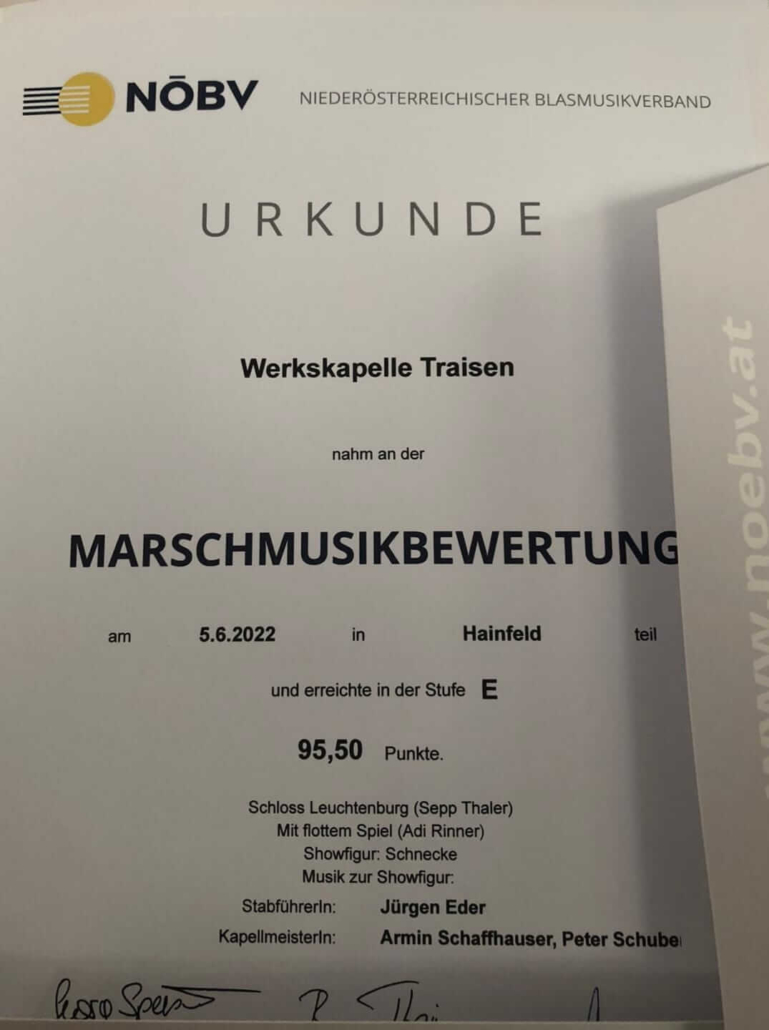 NÖBV NIEDERÖSTERREICHISCHER BLASMUSIKVERBAND
URKUNDE
Werkskapelle Traisen
nahm an der
MARSCHMUSIKBEWERTUNG
am 5.6.2022 in Hainfeld teil
und erreichte in der Stufe E
95,50 Punkte.
Schloss Leuchtenburg (Sepp Thaler)
Mit flottem Spiel (Adi Rinner)
Showfigur: Schnecke
Musik zur Showfigur:
StabführerIn: Jürgen Eder
KapellmeisterIn: Armin Schaffhauser, Peter
www.noebv.at